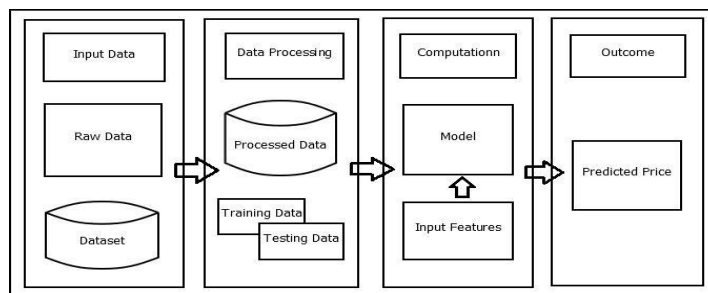 Input Data
Raw Data
Dataset
Data Processing
Processed Data
Training Data
Testing Data
Computationn
Model
Input Features
Outcome
Predicted Price